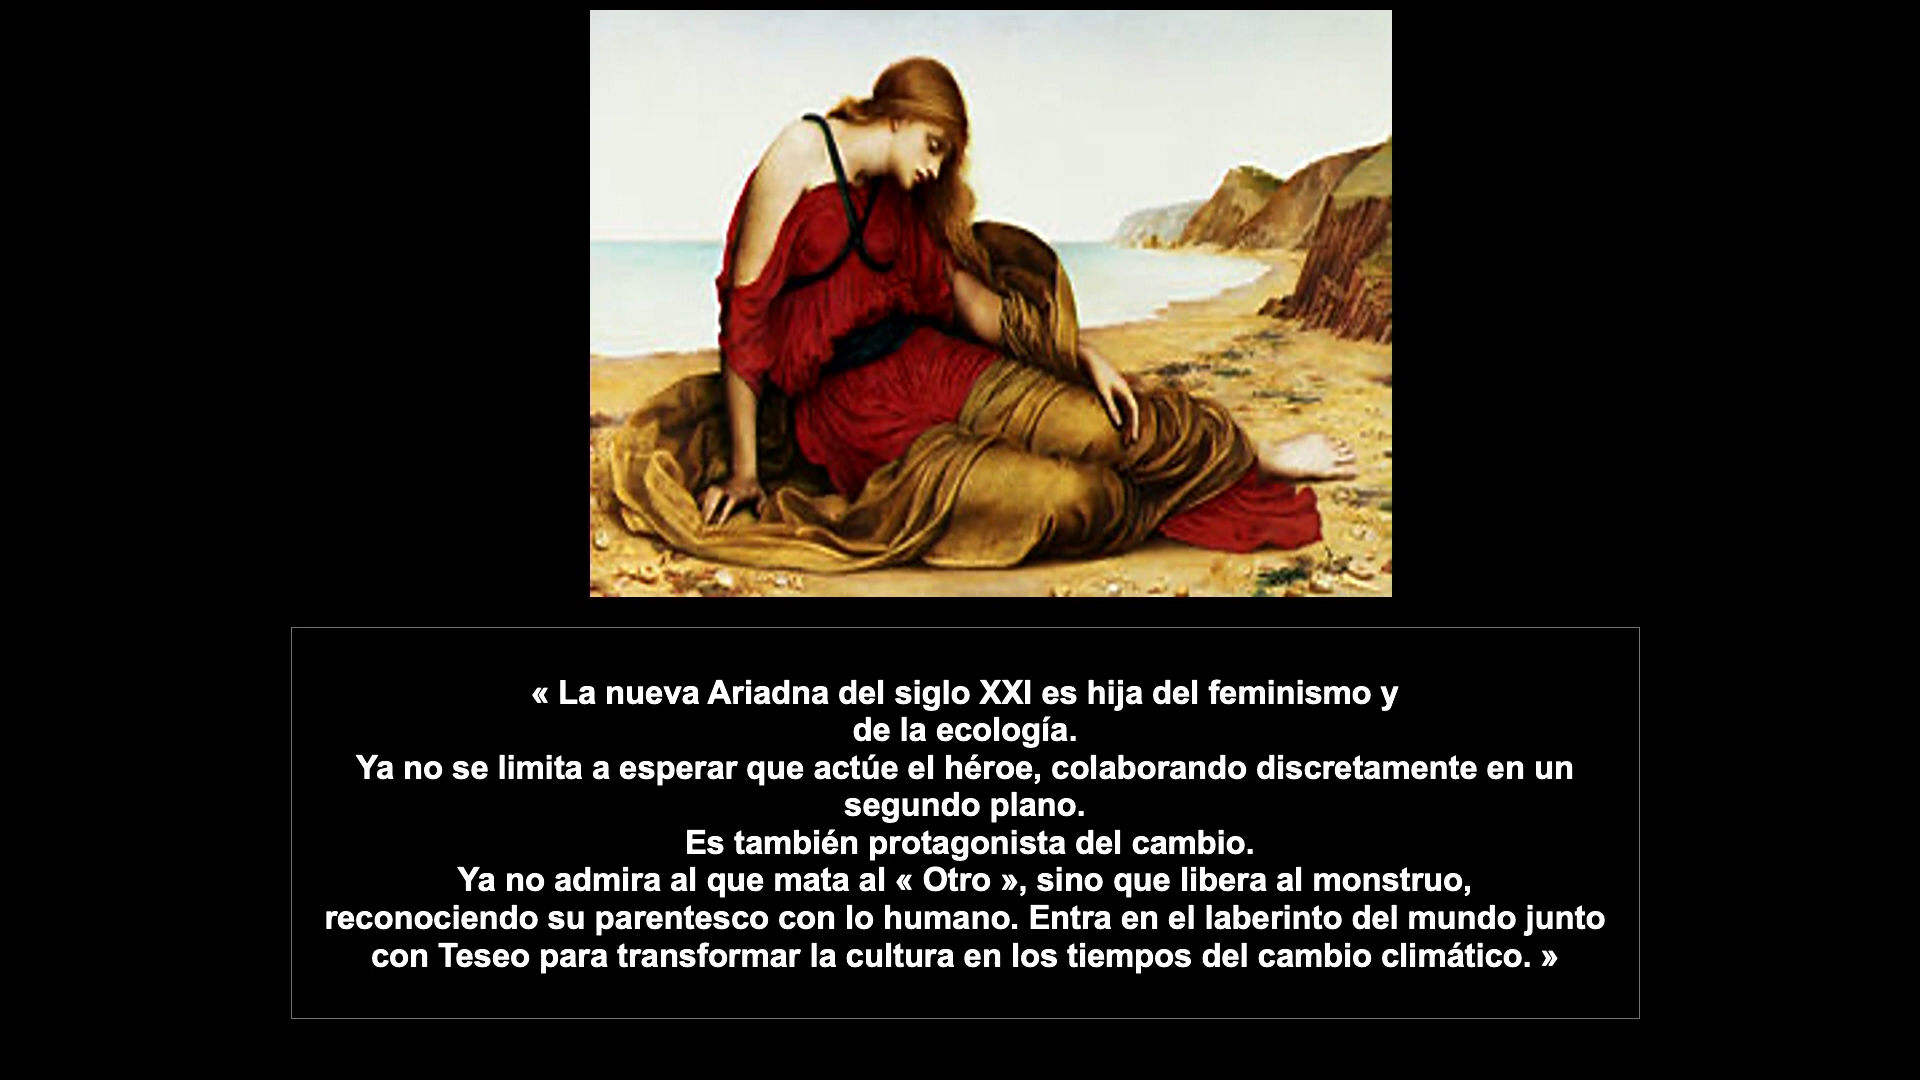 « La nueva Ariadna del siglo XXI es hija del feminismo y
de la ecología.
Ya no se limita a esperar que actúe el héroe, colaborando discretamente en un
segundo plano.
Es también protagonista del cambio.
Ya no admira al que mata al « Otro », sino que libera al monstruo,
reconociendo su parentesco con lo humano. Entra en el laberinto del mundo junto
con Teseo para transformar la cultura en los tiempos del cambio climático. »